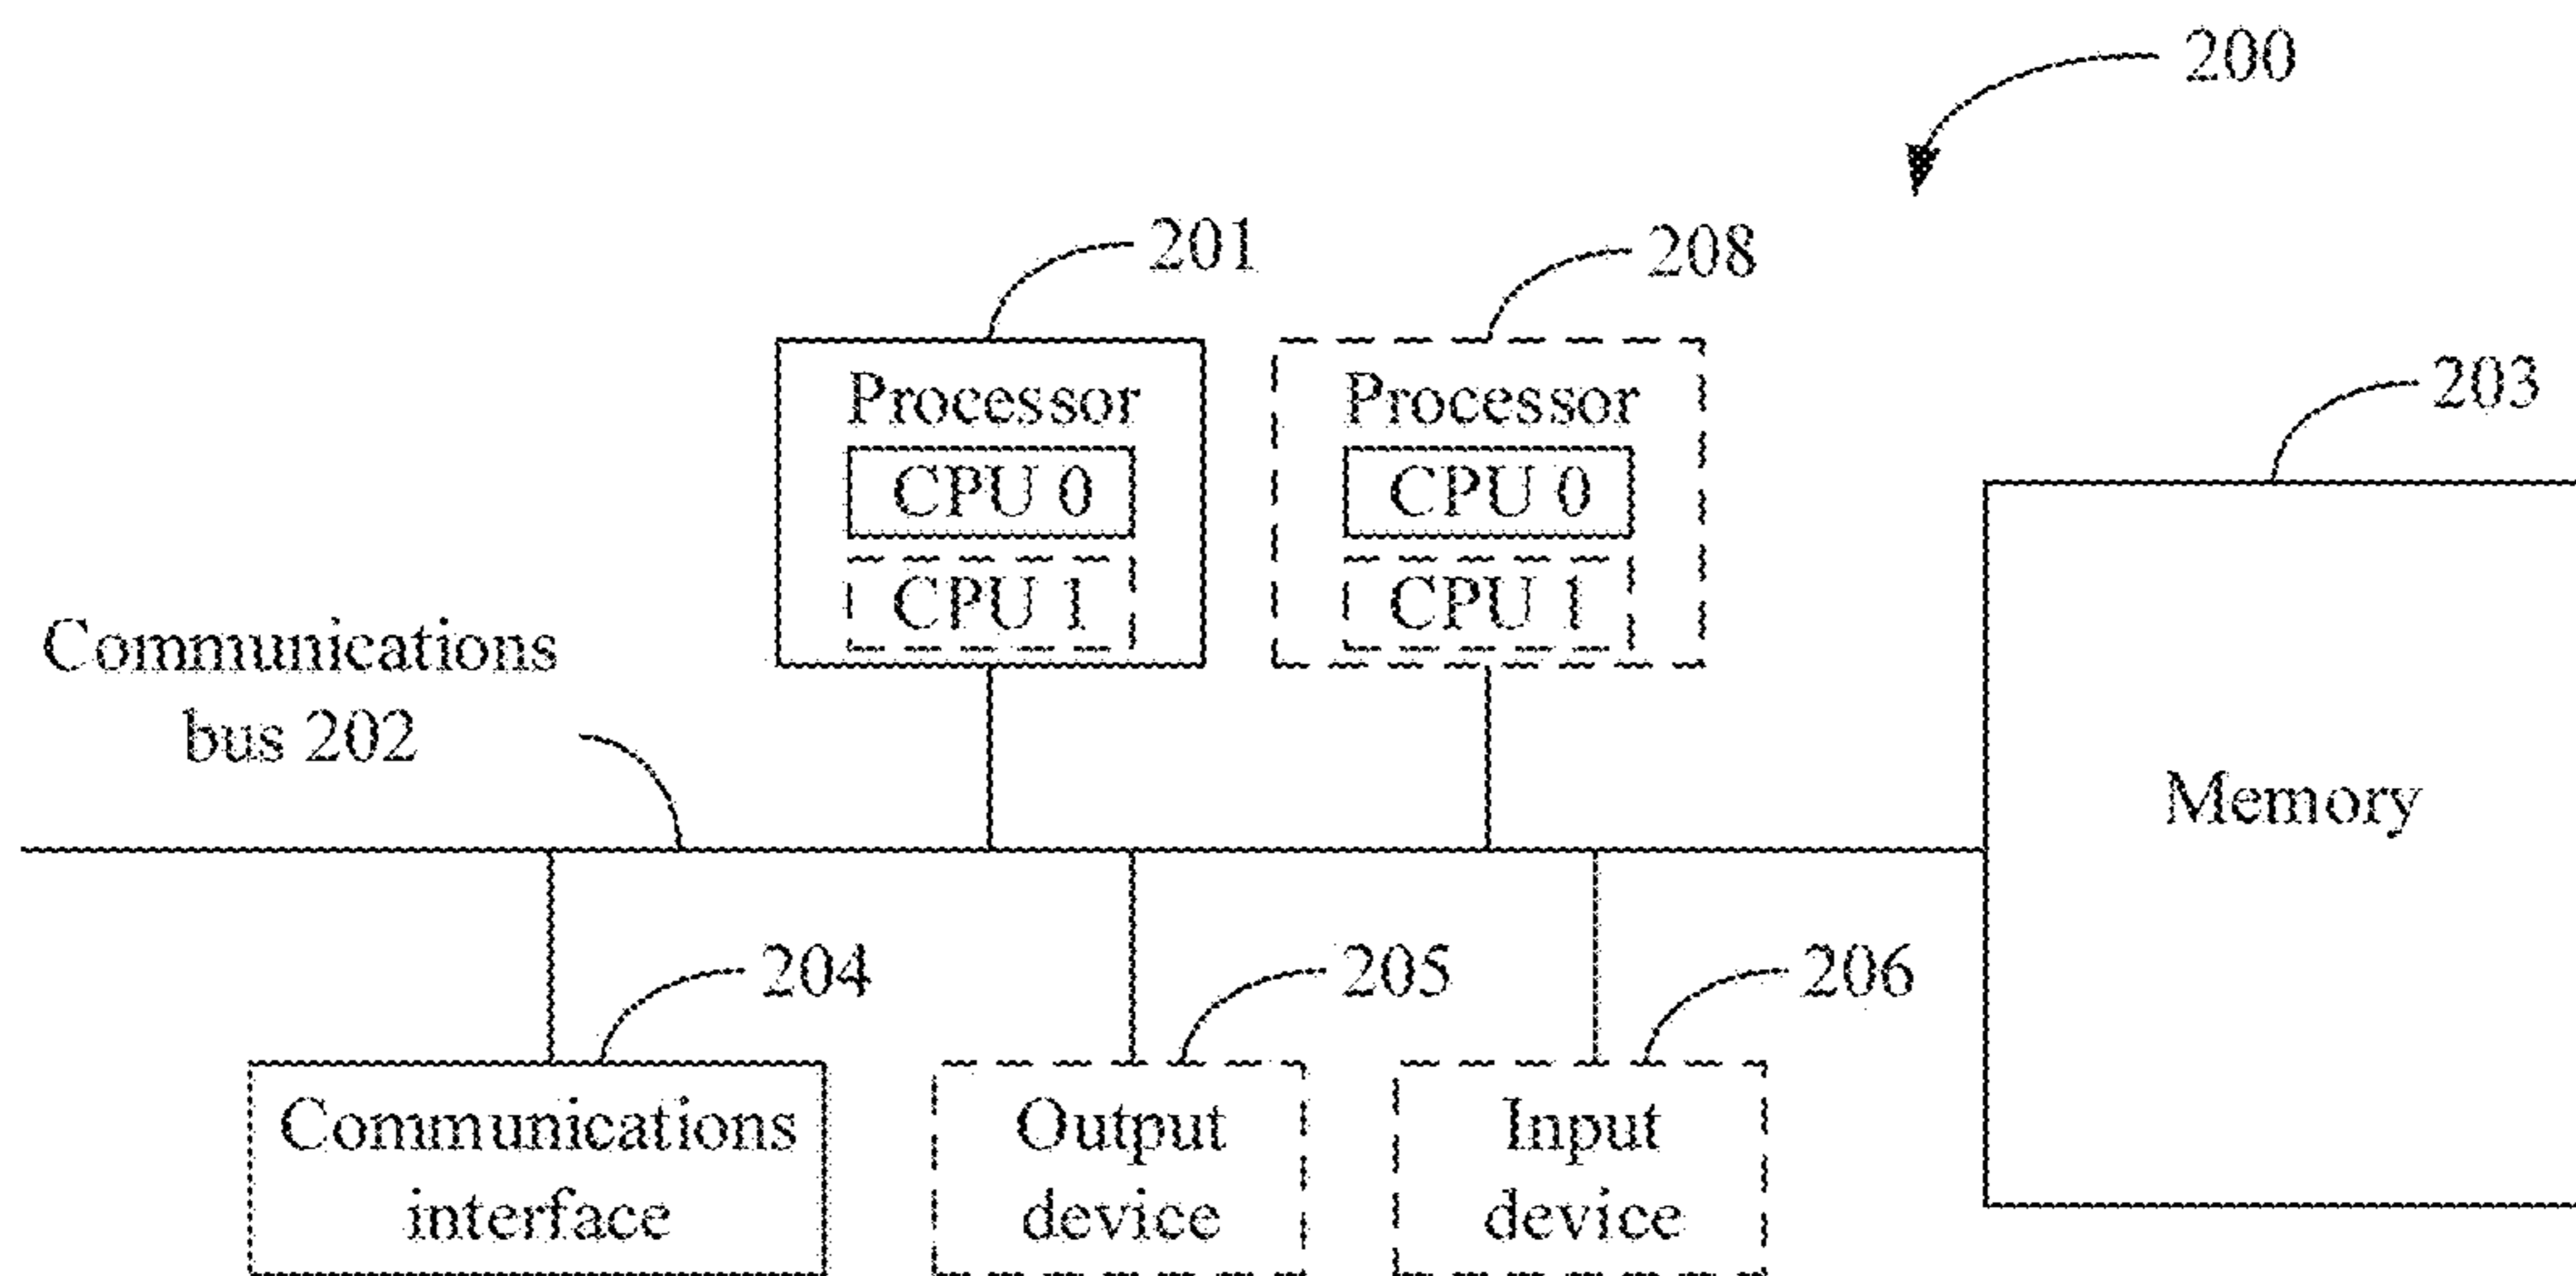 200
201
208
203
Processor
Processor
CPU 0
CPU 0
CPU 1
CPU 1
Communications
bus 202
Memory
204
205
206
Communications
interface
Output
device
Input
device